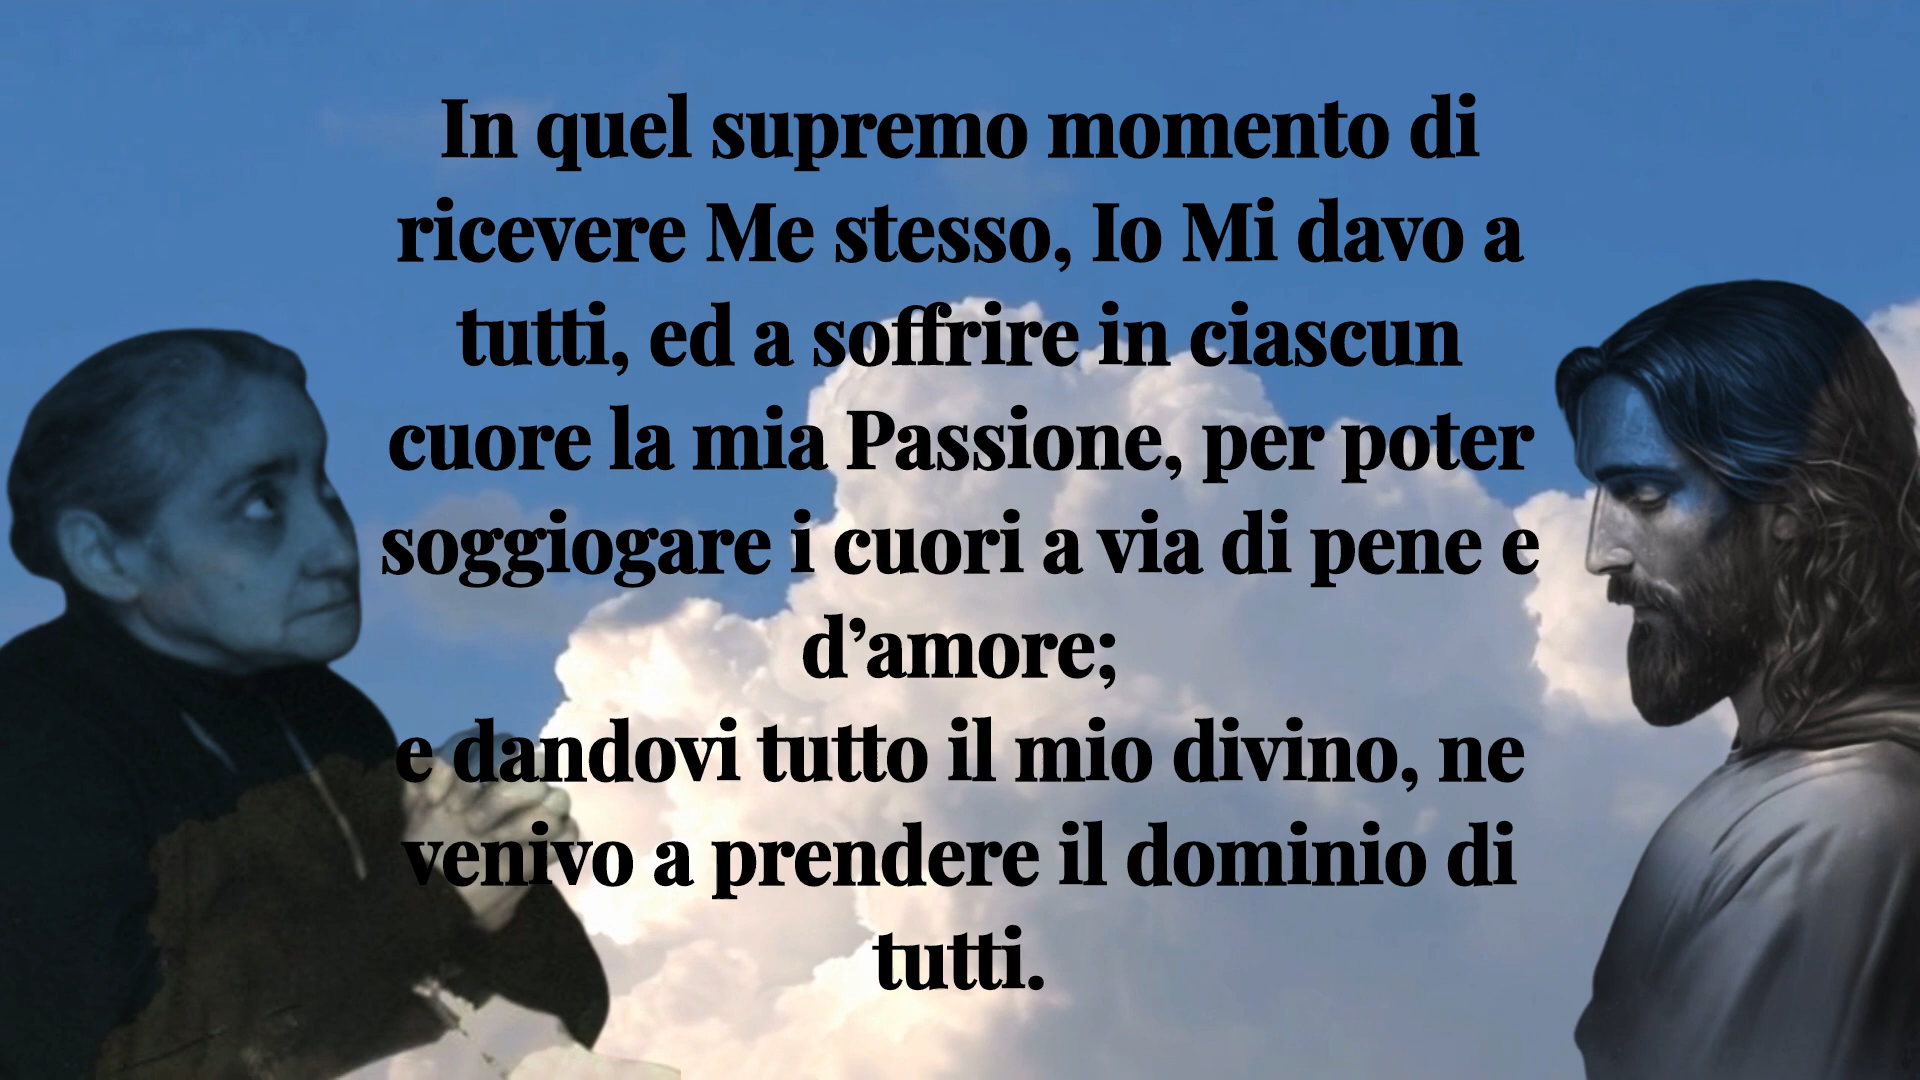 In quel supremo momento di
ricevere Me stesso, Io Mi davo a
tutti, ed a soffrire in ciascun
cuore la mia Passione, per poter
soggiogare i cuori a via di pene e
d’amore;
e dandovi tutto il mio divino, ne
venivo a prendere il dominio di
tutti.